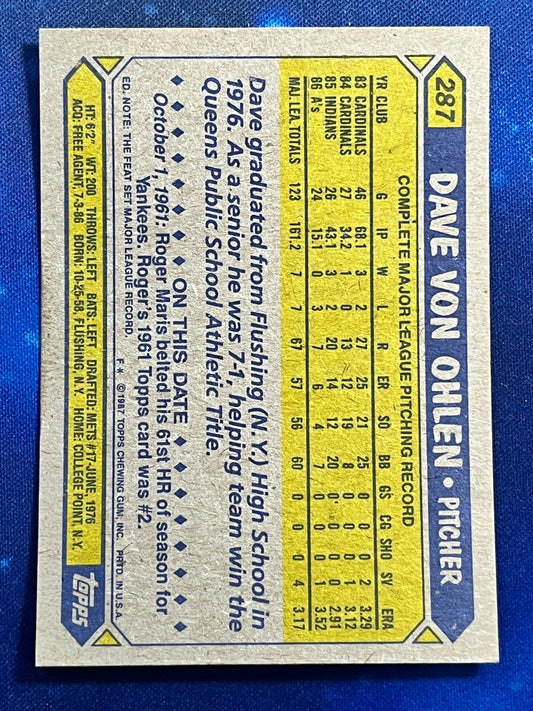 287 DAVE VON OHLEN • PITCHER
COMPLETE MAJOR LEAGUE PITCHING RECORD
YR CLUB G IP W L R ER SO BB GS CG SHO SV ERA
83 CARDINALS 46 68.1 3 2 27 25 21 25 0 0 0 2 3.29
84 CARDINALS 27 34.2 1 0 13 12 19 8 0 0 0 1 3.12
85 INDIANS 26 43.1 3 2 20 14 12 20 0 0 0 0 2.91
86 A's 24 15.1 0 3 7 6 4 7 0 0 0 1 3.52
MAJ. LEA. TOTALS 123 161.2 7 7 67 57 56 60 0 0 0 4 3.17
Dave graduated from Flushing (N.Y.) High School in
1976. As a senior he was 7-1, helping team win the
Queens Public School Athletic Title.
◆ ◆ ◆ ◆ ◆ ON THIS DATE ◆ ◆ ◆ ◆ ◆
October 1, 1961: Roger Maris belted his 61st HR of season for
Yankees. Roger's 1961 Topps card was #2.
ED. NOTE: THE FEAT SET MAJOR LEAGUE RECORD.
F* ©1987 TOPPS CHEWING GUM, INC. PRTD. IN U.S.A.
HT: 6'2" WT: 200 THROWS: LEFT BATS: LEFT DRAFTED: METS #17-JUNE, 1976
ACQ: FREE AGENT, 7-3-86 BORN: 10-25-58, FLUSHING, N.Y. HOME: COLLEGE POINT, N.Y.
TOPPS